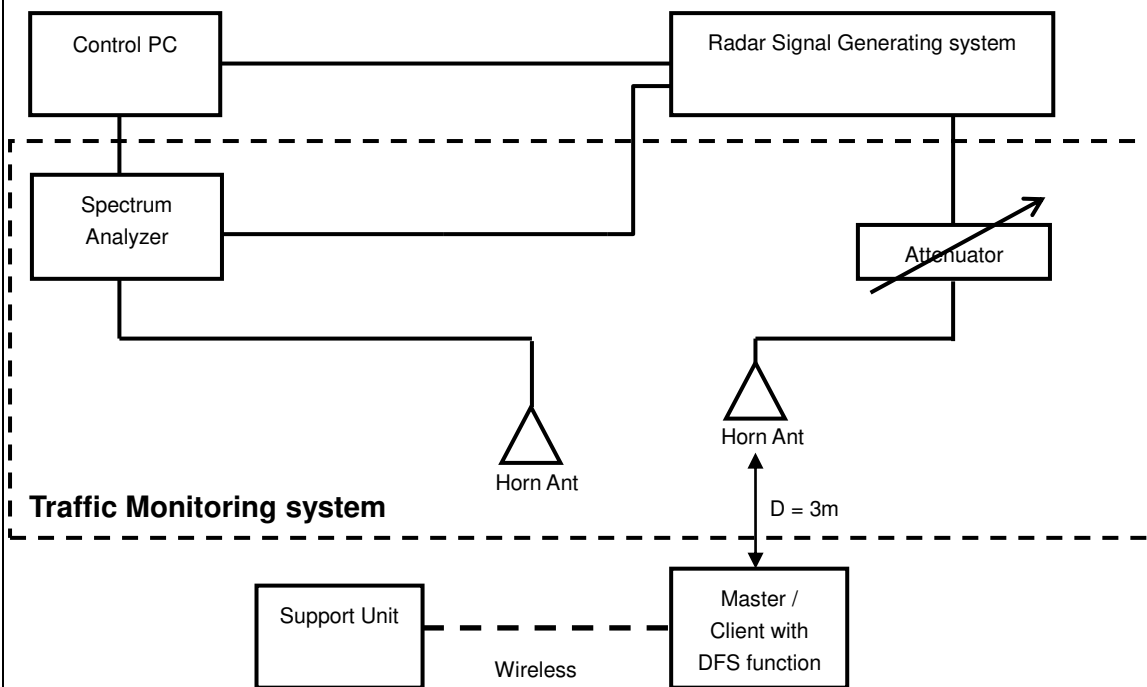 Control PC
Radar Signal Generating system
Spectrum
Analyzer
Attenuator
Horn Ant
Horn Ant
Traffic Monitoring system
D = 3m
Support Unit
Wireless
Master /
Client with
DFS function